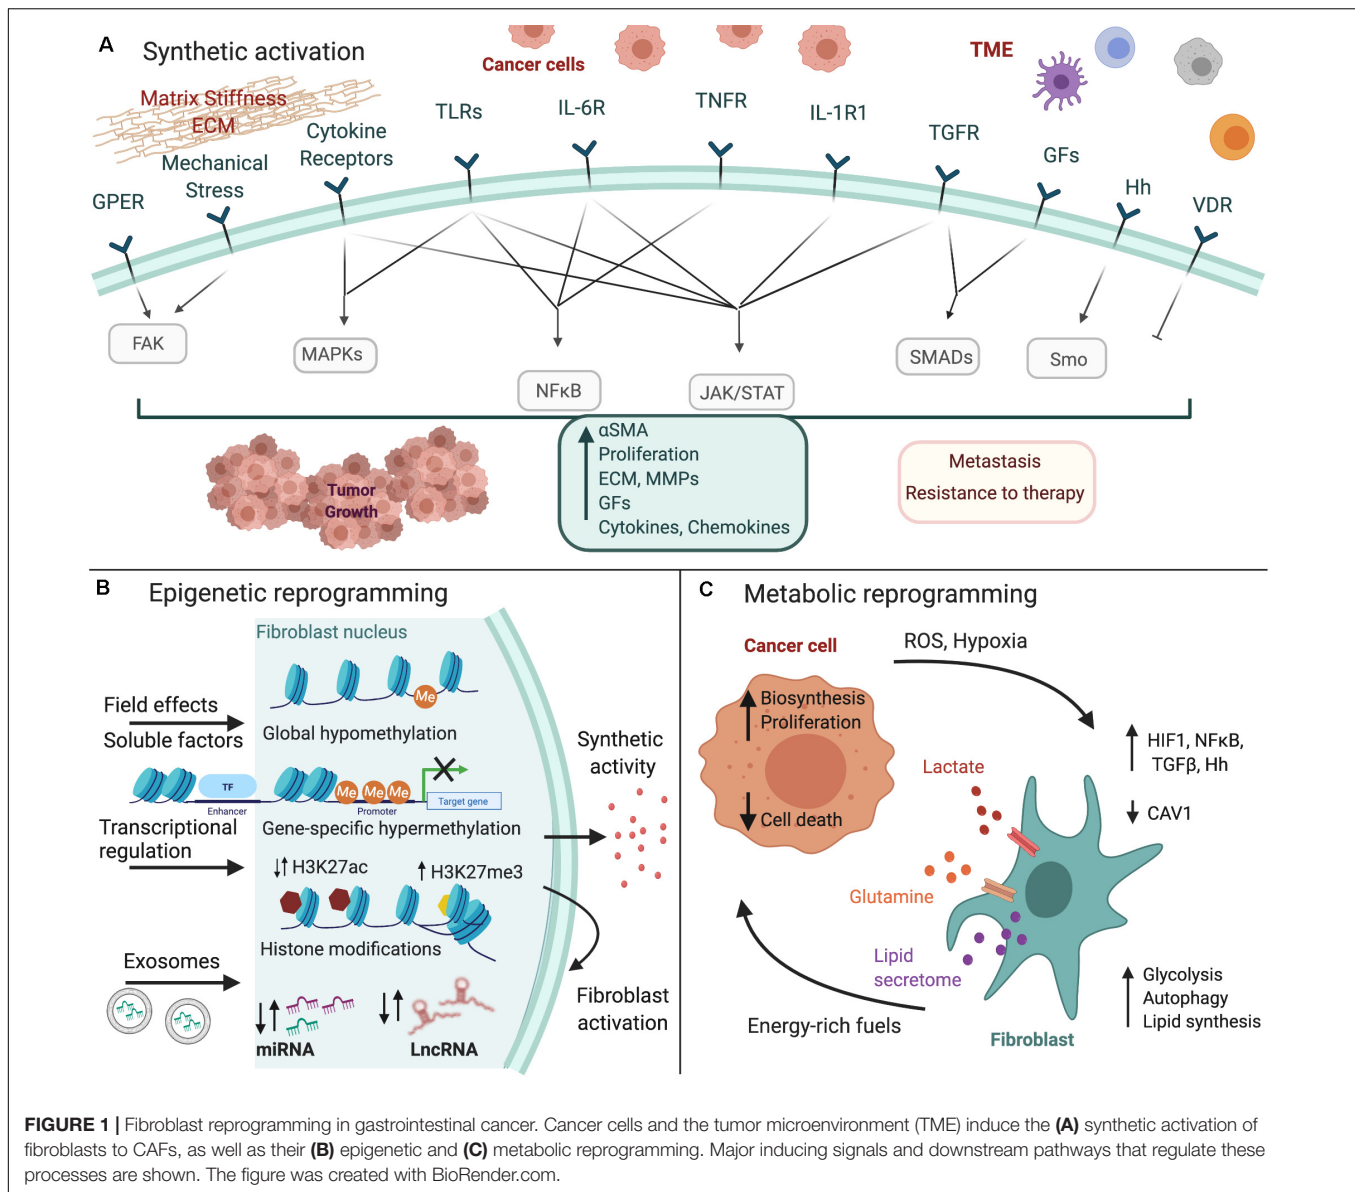 A
Synthetic activation
Cancer cells
TME
Matrix Stiffness
ECM
GPER
Mechanical
Stress
Cytokine
Receptors
TLRs
IL-6R
TNFR
IL-1R1
TGFR
GFs
Hh
VDR
FAK
MAPKs
NFκB
JAK/STAT
SMADs
Smo
Tumor
Growth
αSMA
Proliferation
ECM, MMPs
GFs
Cytokines, Chemokines
Metastasis
Resistance to therapy
B
Epigenetic reprogramming
Fibroblast nucleus
Me
Field effects
Soluble factors
Global hypomethylation
TF
Enhancer
Me Me Me
Promoter
Target gene
Transcriptional
regulation
Gene-specific hypermethylation
H3K27ac
H3K27me3
Histone modifications
Exosomes
miRNA
LncRNA
Synthetic
activity
Fibroblast
activation
C
Metabolic reprogramming
Cancer cell
Biosynthesis
Proliferation
Cell death
ROS, Hypoxia
HIF1, NFκB,
TGFβ, Hh
CAV1
Lactate
Glutamine
Lipid
secretome
Energy-rich fuels
Fibroblast
Glycolysis
Autophagy
Lipid synthesis
FIGURE 1 | Fibroblast reprogramming in gastrointestinal cancer. Cancer cells and the tumor microenvironment (TME) induce the (A) synthetic activation of
fibroblasts to CAFs, as well as their (B) epigenetic and (C) metabolic reprogramming. Major inducing signals and downstream pathways that regulate these
processes are shown. The figure was created with BioRender.com.